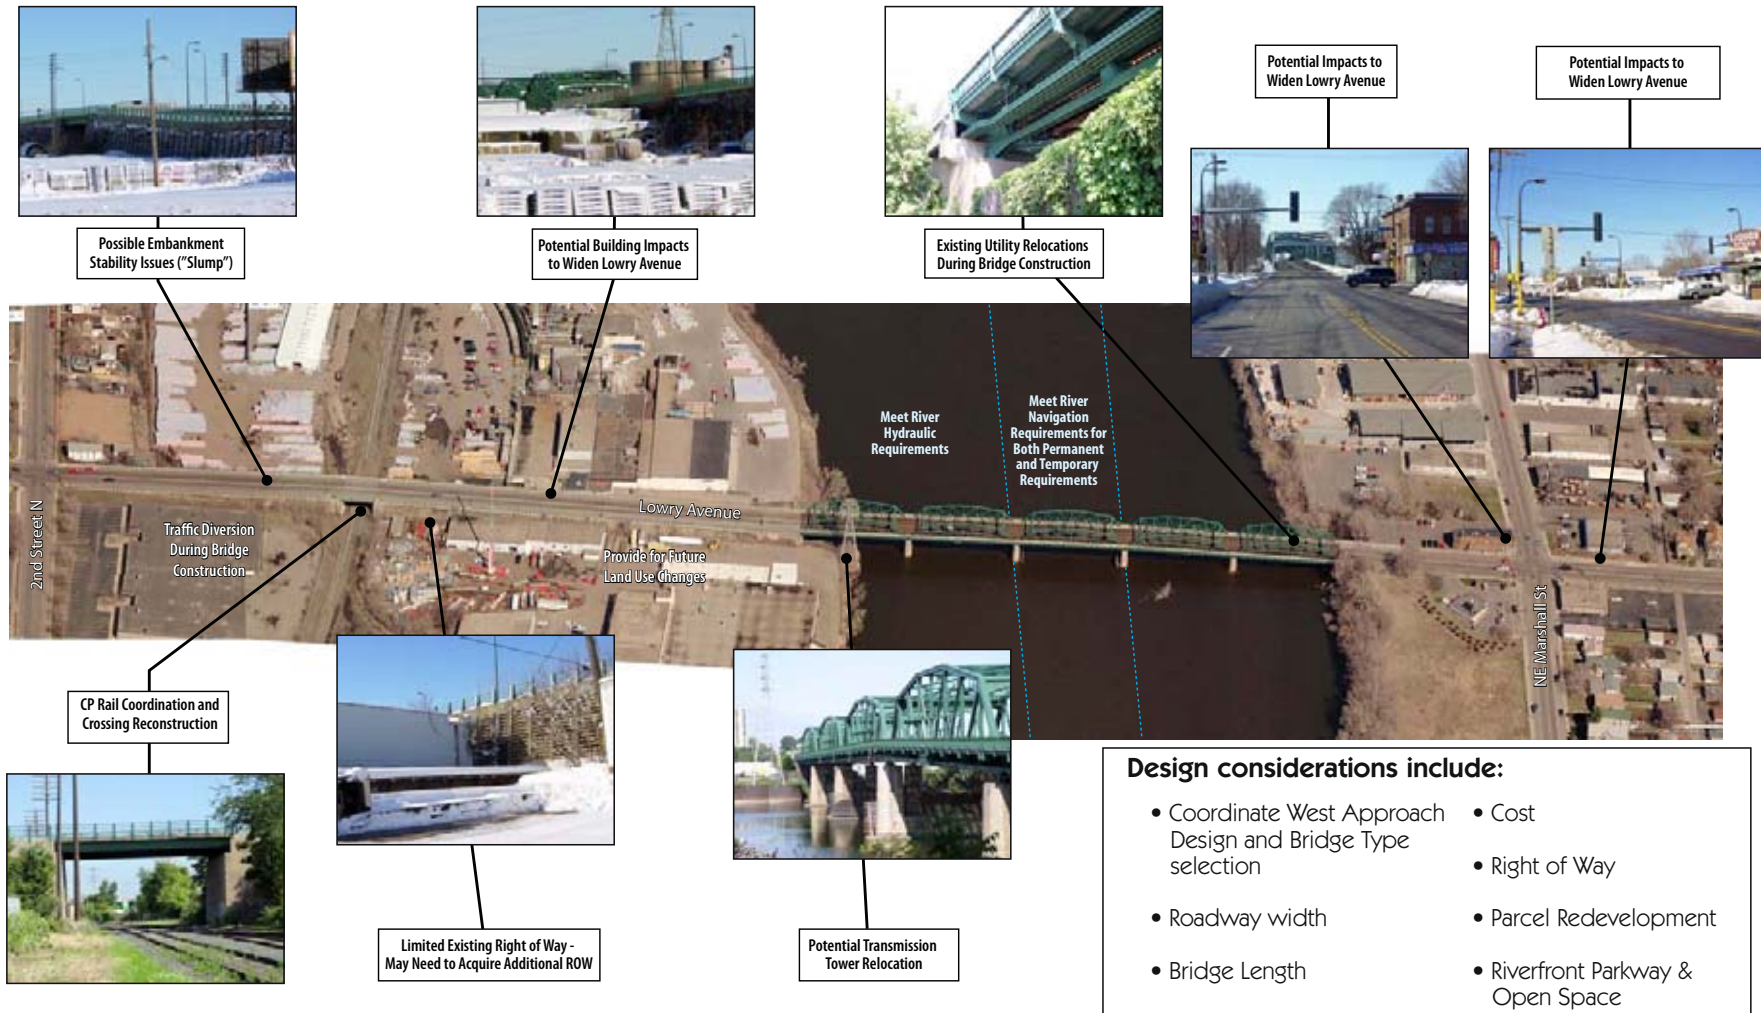 Potential Impacts to
Widen Lowry Avenue
Potential Impacts to
Widen Lowry Avenue
Possible Embankment
Stability Issues ("Slump")
Potential Building Impacts
to Widen Lowry Avenue
Existing Utility Relocations
During Bridge Construction
Meet River
Hydraulic
Requirements
Meet River
Navigation
Requirements for
Both Permanent
and Temporary
Requirements
2nd Street N
Traffic Diversion
During Bridge
Construction
Lowry Avenue
Provide for Future
Land Use Changes
NE Marshall St
CP Rail Coordination and
Crossing Reconstruction
Limited Existing Right of Way -
May Need to Acquire Additional ROW
Potential Transmission
Tower Relocation
Design considerations include:
• Coordinate West Approach
Design and Bridge Type
selection
• Roadway width
• Bridge Length
• Cost
• Right of Way
• Parcel Redevelopment
• Riverfront Parkway &
Open Space